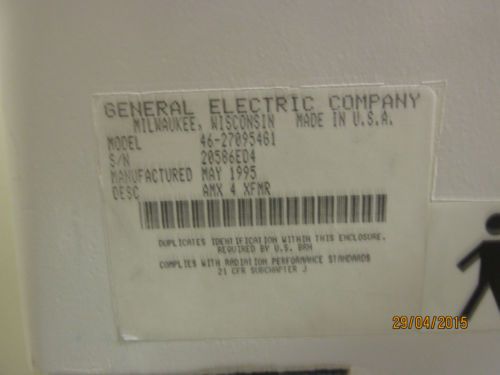 GENERAL ELECTRIC COMPANY
MILWAUKEE, WISCONSIN MADE IN U.S.A.
MODEL 46-270954G1
S/N 20586ED4
MANUFACTURED MAY 1995
DESC AMX 4 XFMR
DUPLICATES IDENTIFICATION WITHIN THIS ENCLOSURE.
REQUIRED BY U.S. BRH
COMPLIES WITH RADIATION PERFORMANCE STANDARDS
21 CFR SUBCHAPTER J
29/04/2015